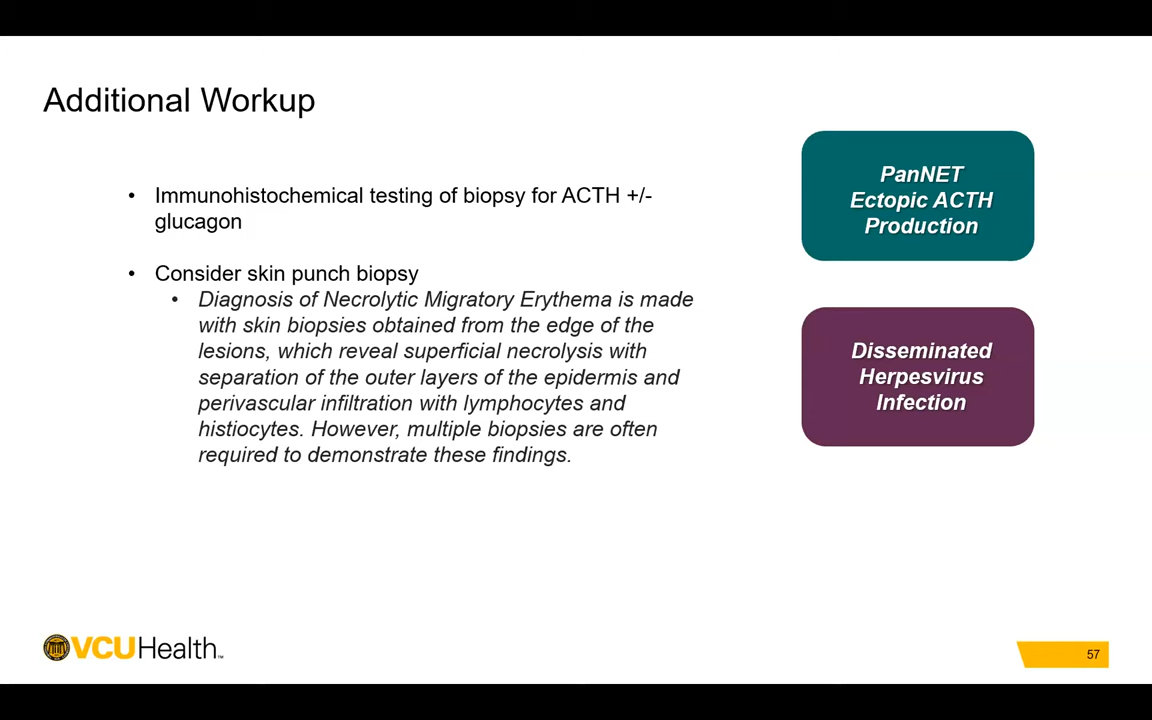 Additional Workup
• Immunohistochemical testing of biopsy for ACTH +/-
glucagon
• Consider skin punch biopsy
• Diagnosis of Necrolytic Migratory Erythema is made
with skin biopsies obtained from the edge of the
lesions, which reveal superficial necrolysis with
separation of the outer layers of the epidermis and
perivascular infiltration with lymphocytes and
histiocytes. However, multiple biopsies are often
required to demonstrate these findings.
PanNET
Ectopic ACTH
Production
Disseminated
Herpesvirus
Infection
VCUHealth™
57